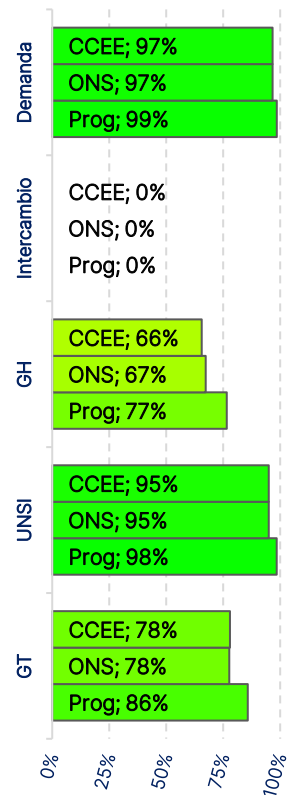 Demanda
CCEE; 97%
ONS; 97%
Prog; 99%
Intercambio
CCEE; 0%
ONS; 0%
Prog; 0%
GH
CCEE; 66%
ONS; 67%
Prog; 77%
UNSI
CCEE; 95%
ONS; 95%
Prog; 98%
GT
CCEE; 78%
ONS; 78%
Prog; 86%
0%
25%
50%
75%
100%